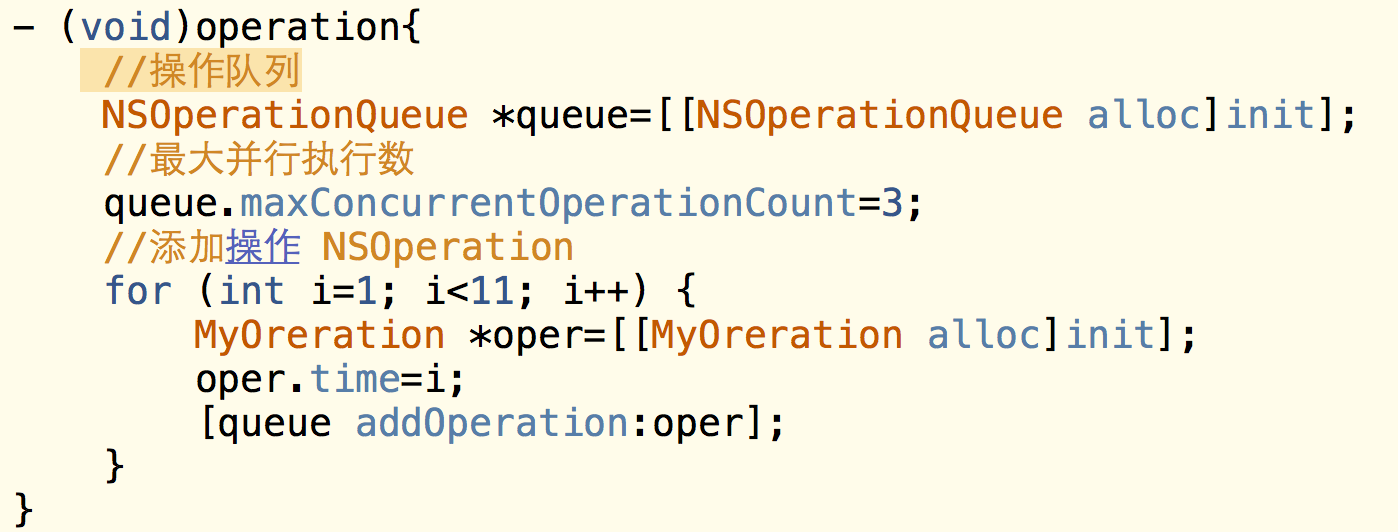 - (void)operation{
//操作队列
NSOperationQueue *queue=[[NSOperationQueue alloc]init];
//最大并行执行数
queue.maxConcurrentOperationCount=3;
//添加操作 NSOperation
for (int i=1; i<11; i++) {
MyOreration *oper=[[MyOreration alloc]init];
oper.time=i;
[queue addOperation:oper];
}
}